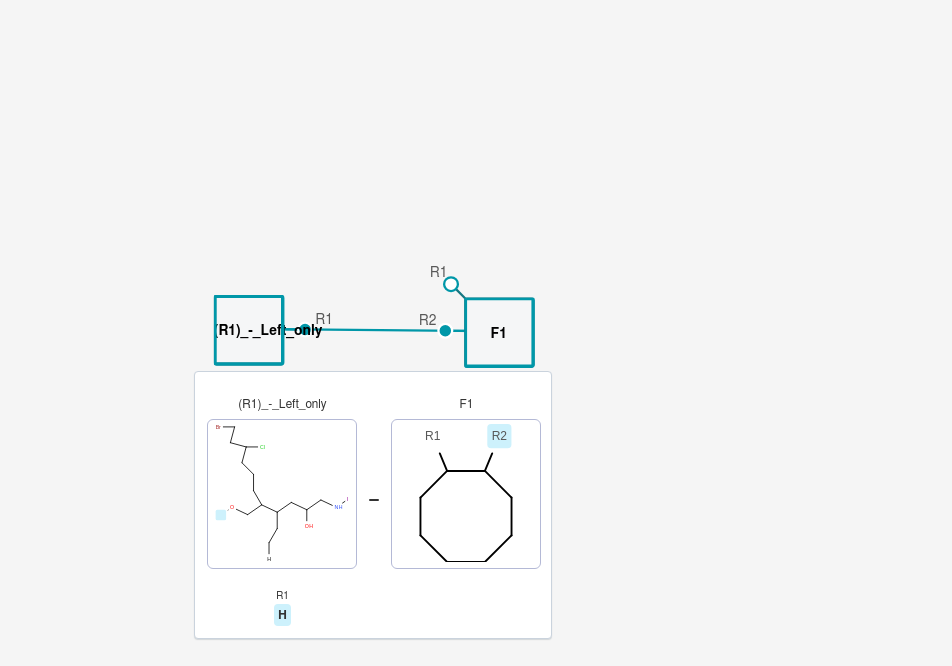 R1
R1
R2
(R1)_-_Left_only
F1
(R1)_-_Left_only
F1
Br
Cl
O
I
NH
OH
H
R1
R2
–
R1
H